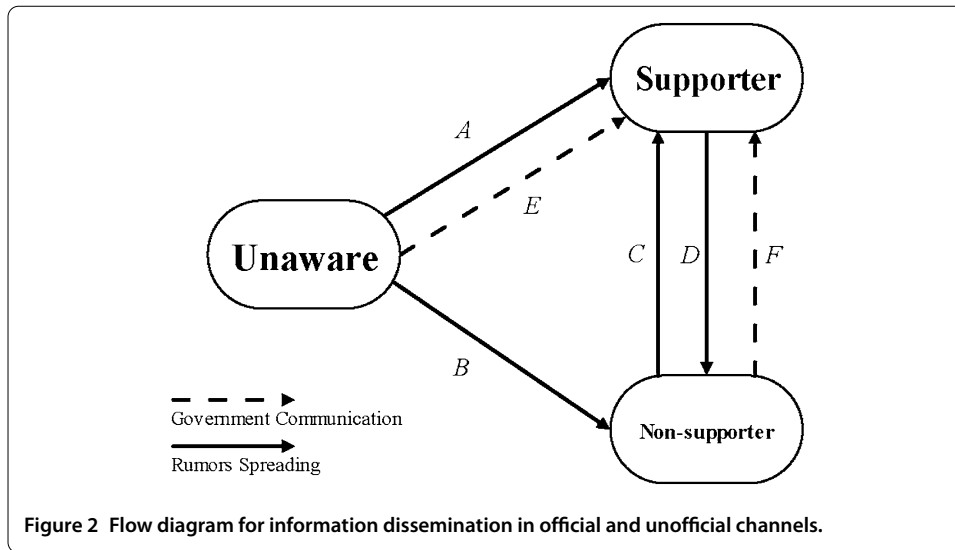 Supporter
A
E
Unaware
C D F
B
Government Communication
Non-supporter
Rumors Spreading
Figure 2 Flow diagram for information dissemination in official and unofficial channels.